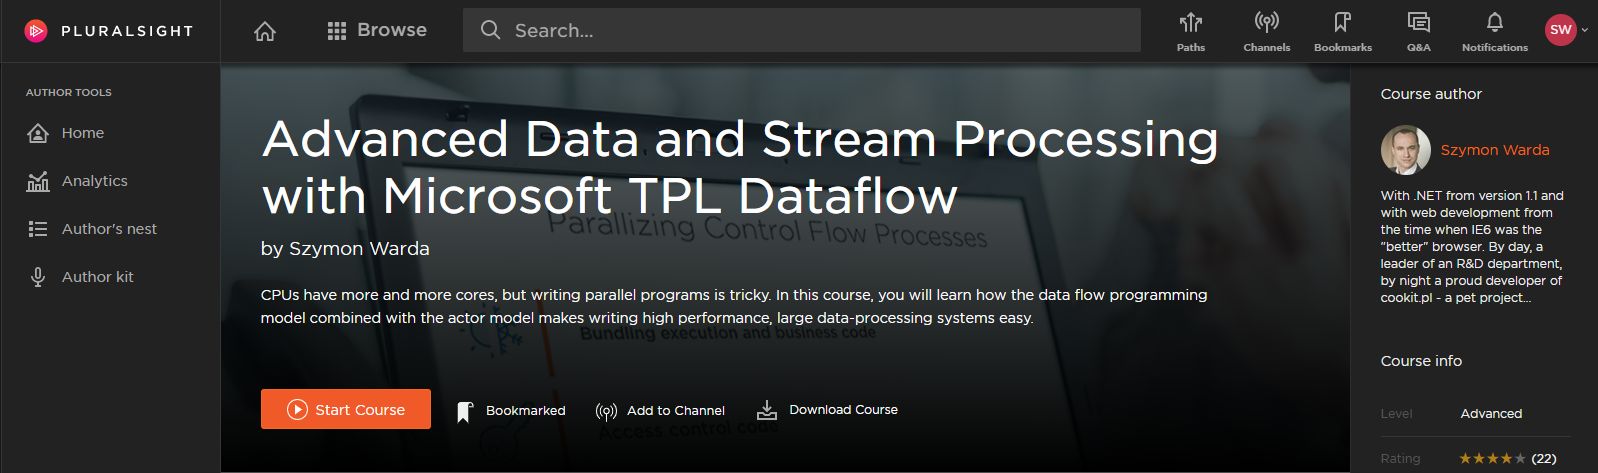 PLURALSIGHT
Browse
Search...
Paths
Channels
Bookmarks
Q&A
Notifications
SW
AUTHOR TOOLS
Home
Analytics
Author's nest
Author kit
Advanced Data and Stream Processing
with Microsoft TPL Dataflow
by Szymon Warda
CPUs have more and more cores, but writing parallel programs is tricky. In this course, you will learn how the data flow programming
model combined with the actor model makes writing high performance, large data-processing systems easy.
Parallizing Control Flow Processes
Bundling execution and business code
Access control code
Start Course
Bookmarked
Add to Channel
Download Course
Course author
Szymon Warda
With .NET from version 1.1 and
with web development from
the time when IE6 was the
"better" browser. By day, a
leader of an R&D department,
by night a proud developer of
cookit.pl - a pet project...
Course info
Level
Advanced
Rating
(22)